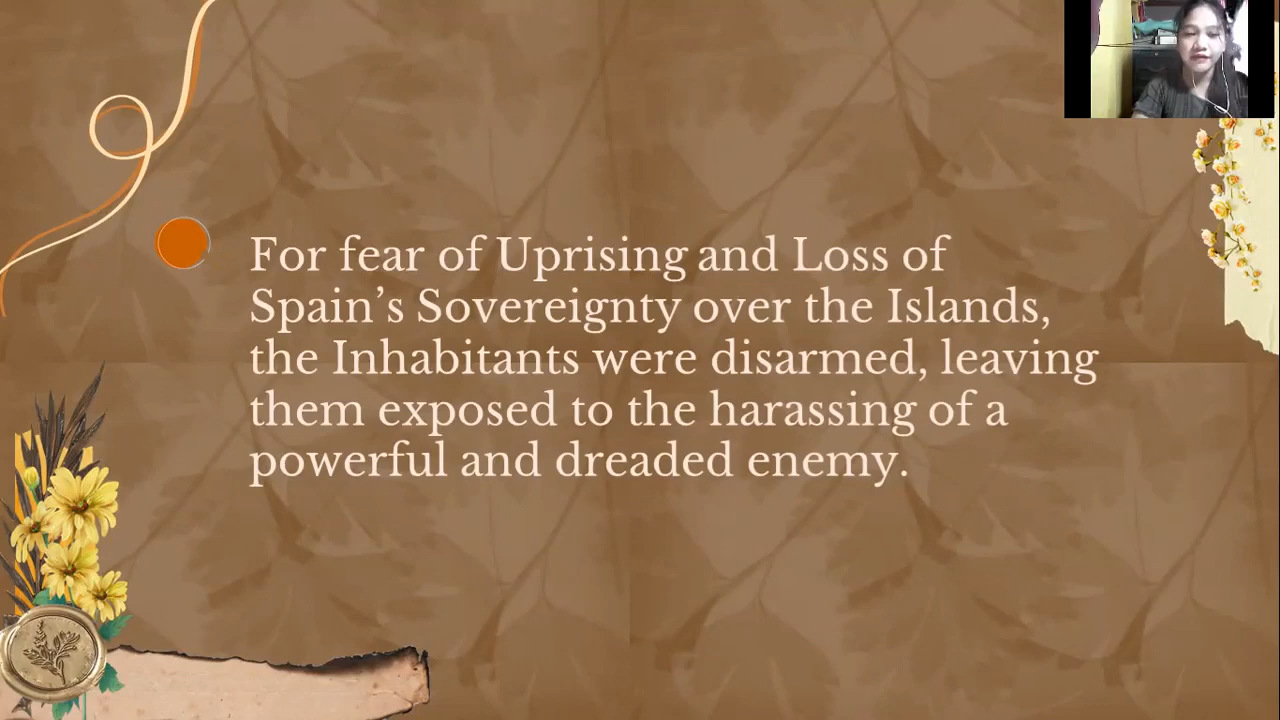 For fear of Uprising and Loss of
Spain’s Sovereignty over the Islands,
the Inhabitants were disarmed, leaving
them exposed to the harassing of a
powerful and dreaded enemy.